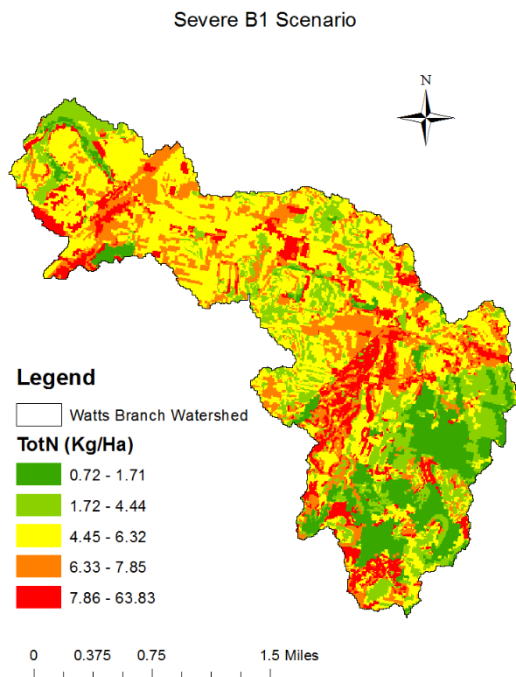 Severe B1 Scenario
N
Legend
Watts Branch Watershed
TotN (Kg/Ha)
0.72 - 1.71
1.72 - 4.44
4.45 - 6.32
6.33 - 7.85
7.86 - 63.83
0 0.375 0.75 1.5 Miles